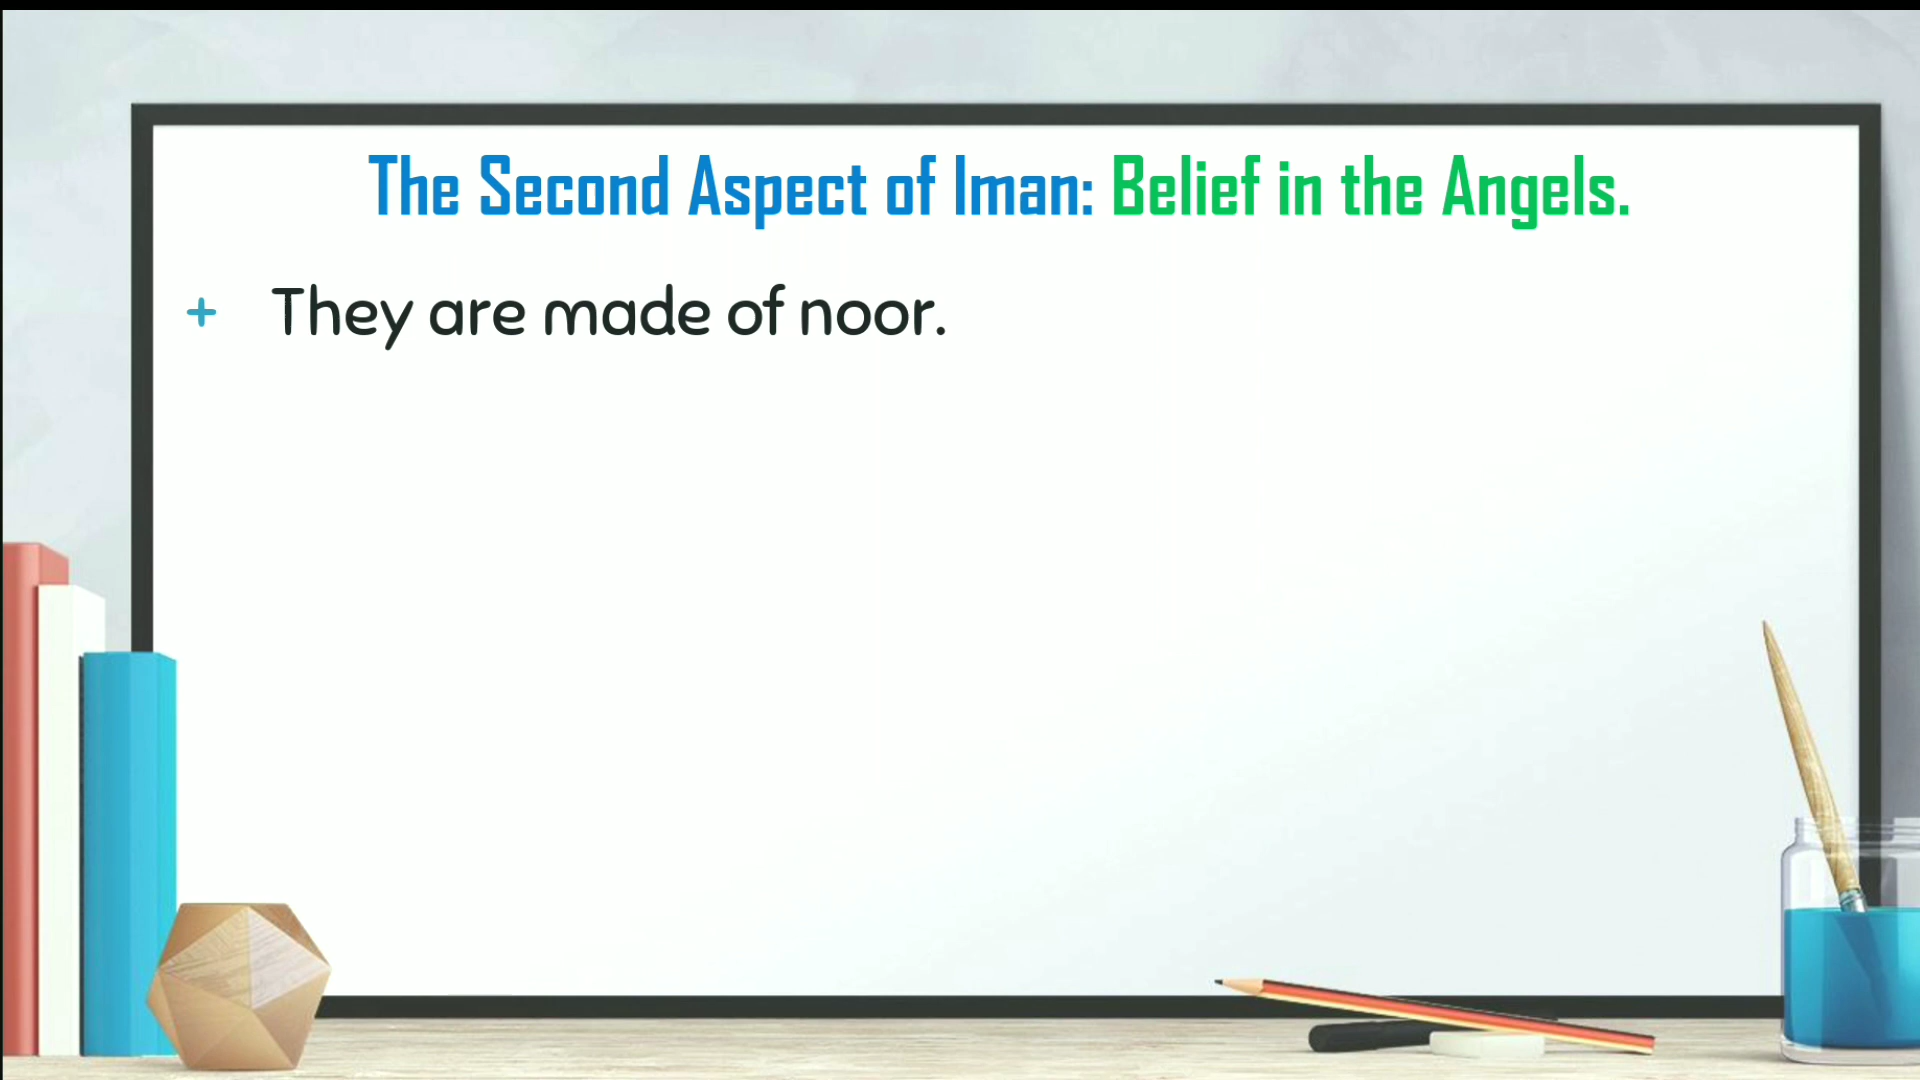 The Second Aspect of Iman: Belief in the Angels.
+ They are made of noor.